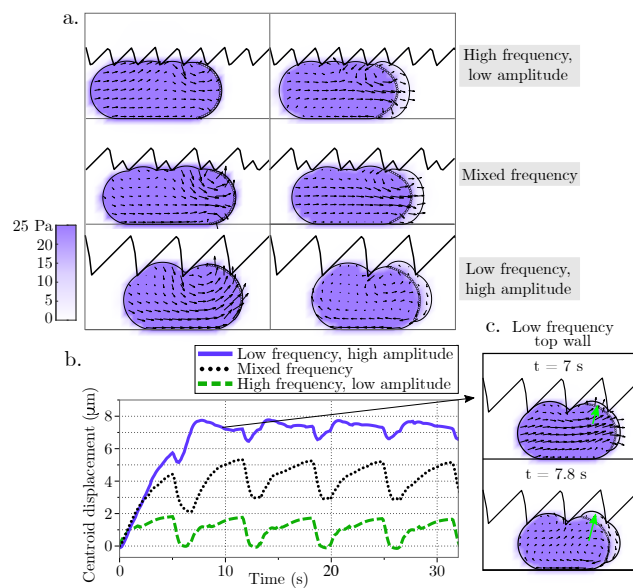 a.
High frequency,
low amplitude
Mixed frequency
25 Pa
20
15
10
5
0
Low frequency,
high amplitude
b.
Low frequency, high amplitude
Mixed frequency
High frequency, low amplitude
Centroid displacement (μm)
8
6
4
2
0
0
10
20
30
Time (s)
c.
Low frequency
top wall
t = 7 s
t = 7.8 s